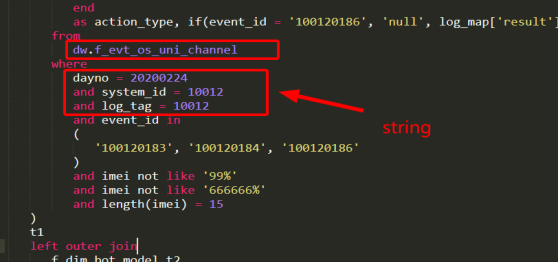 end
as action_type, if(event_id = '100120186', 'null', log_map['result']
from
dw.f_evt_os_uni_channel
where
dayno = 20200224
and system_id = 10012
and log_tag = 10012
and event_id in
(
'100120183', '100120184', '100120186'
)
and imei not like '99%'
and imei not like '666666%'
and length(imei) = 15
)
t1
left outer join
f_dim_bot_model t2
string